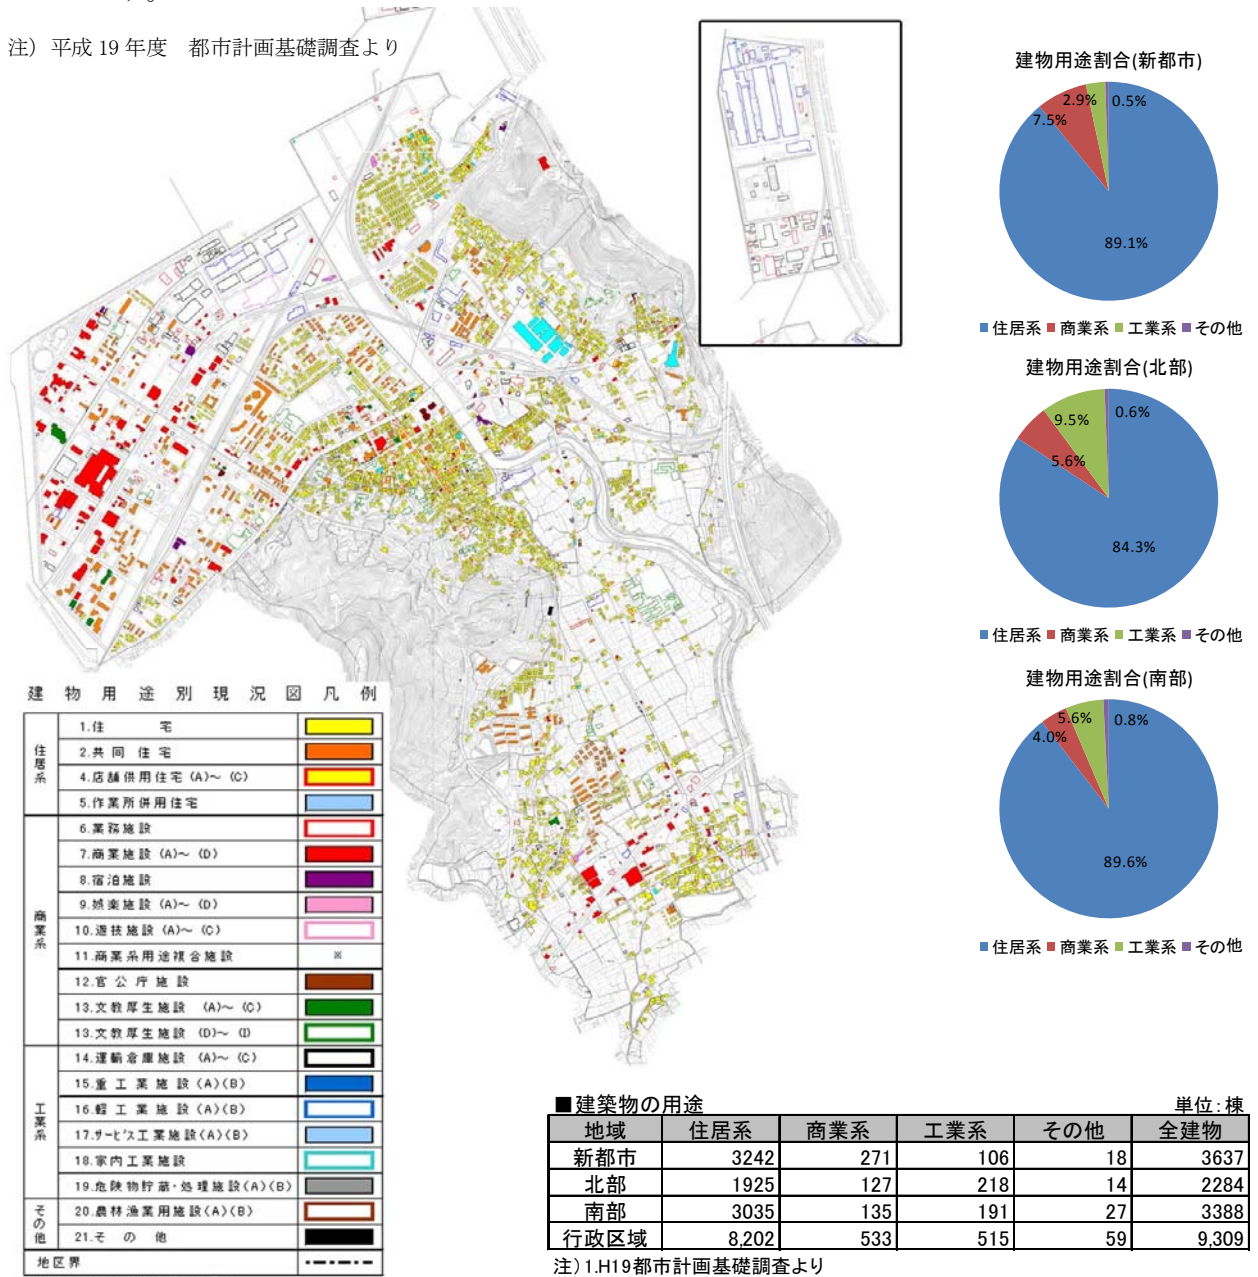 注）平成 19 年度　都市計画基礎調査より
建物用途割合(新都市)
2.9%
0.5%
7.5%
89.1%
住居系 商業系 工業系 その他
建物用途割合(北部)
9.5%
0.6%
5.6%
84.3%
住居系 商業系 工業系 その他
建物用途割合(南部)
5.6%
0.8%
4.0%
89.6%
住居系 商業系 工業系 その他
建物用途別現況図凡例
住居系
1.住　宅
2.共同住宅
4.店舗併用住宅 (A)～(C)
5.作業所併用住宅
商業系
6.業務施設
7.商業施設 (A)～(D)
8.宿泊施設
9.娯楽施設 (A)～(D)
10.遊技施設 (A)～(C)
11.商業系用途複合施設 ※
12.官公庁施設
13.文教厚生施設 (A)～(C)
13.文教厚生施設 (D)～(I)
工業系
14.運輸倉庫施設 (A)～(C)
15.重工業施設(A)(B)
16.軽工業施設(A)(B)
17.サービス工業施設(A)(B)
18.家内工業施設
19.危険物貯蔵・処理施設(A)(B)
その他
20.農林漁業用施設(A)(B)
21.その他
地区界
■建築物の用途 単位：棟
地域 住居系 商業系 工業系 その他 全建物
新都市 3242 271 106 18 3637
北部 1925 127 218 14 2284
南部 3035 135 191 27 3388
行政区域 8,202 533 515 59 9,309
注)1.H19都市計画基礎調査より